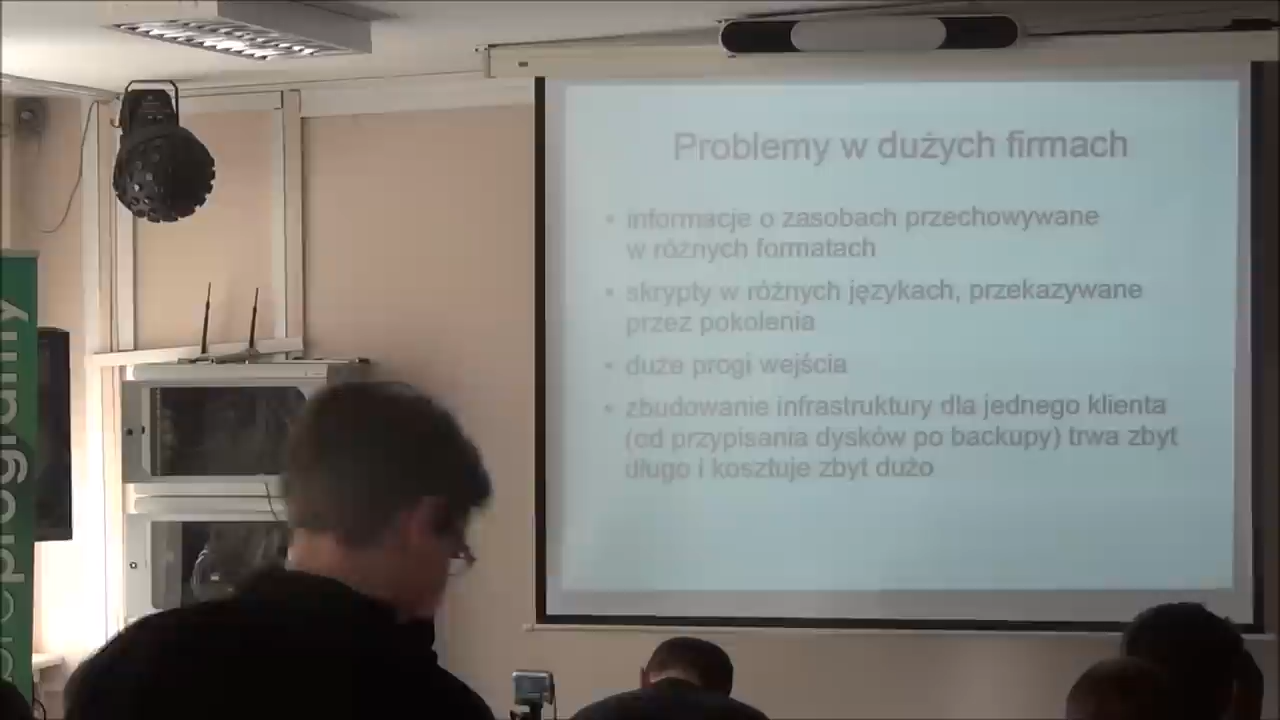 Problemy w dużych firmach
• informacje o zasobach przechowywane
w różnych formatach
• skrypty w różnych językach, przekazywane
przez pokolenia
• duże progi wejścia
• zbudowanie infrastruktury dla jednego klienta
(od przypisania dysków po backupy) trwa zbyt
długo i kosztuje zbyt dużo